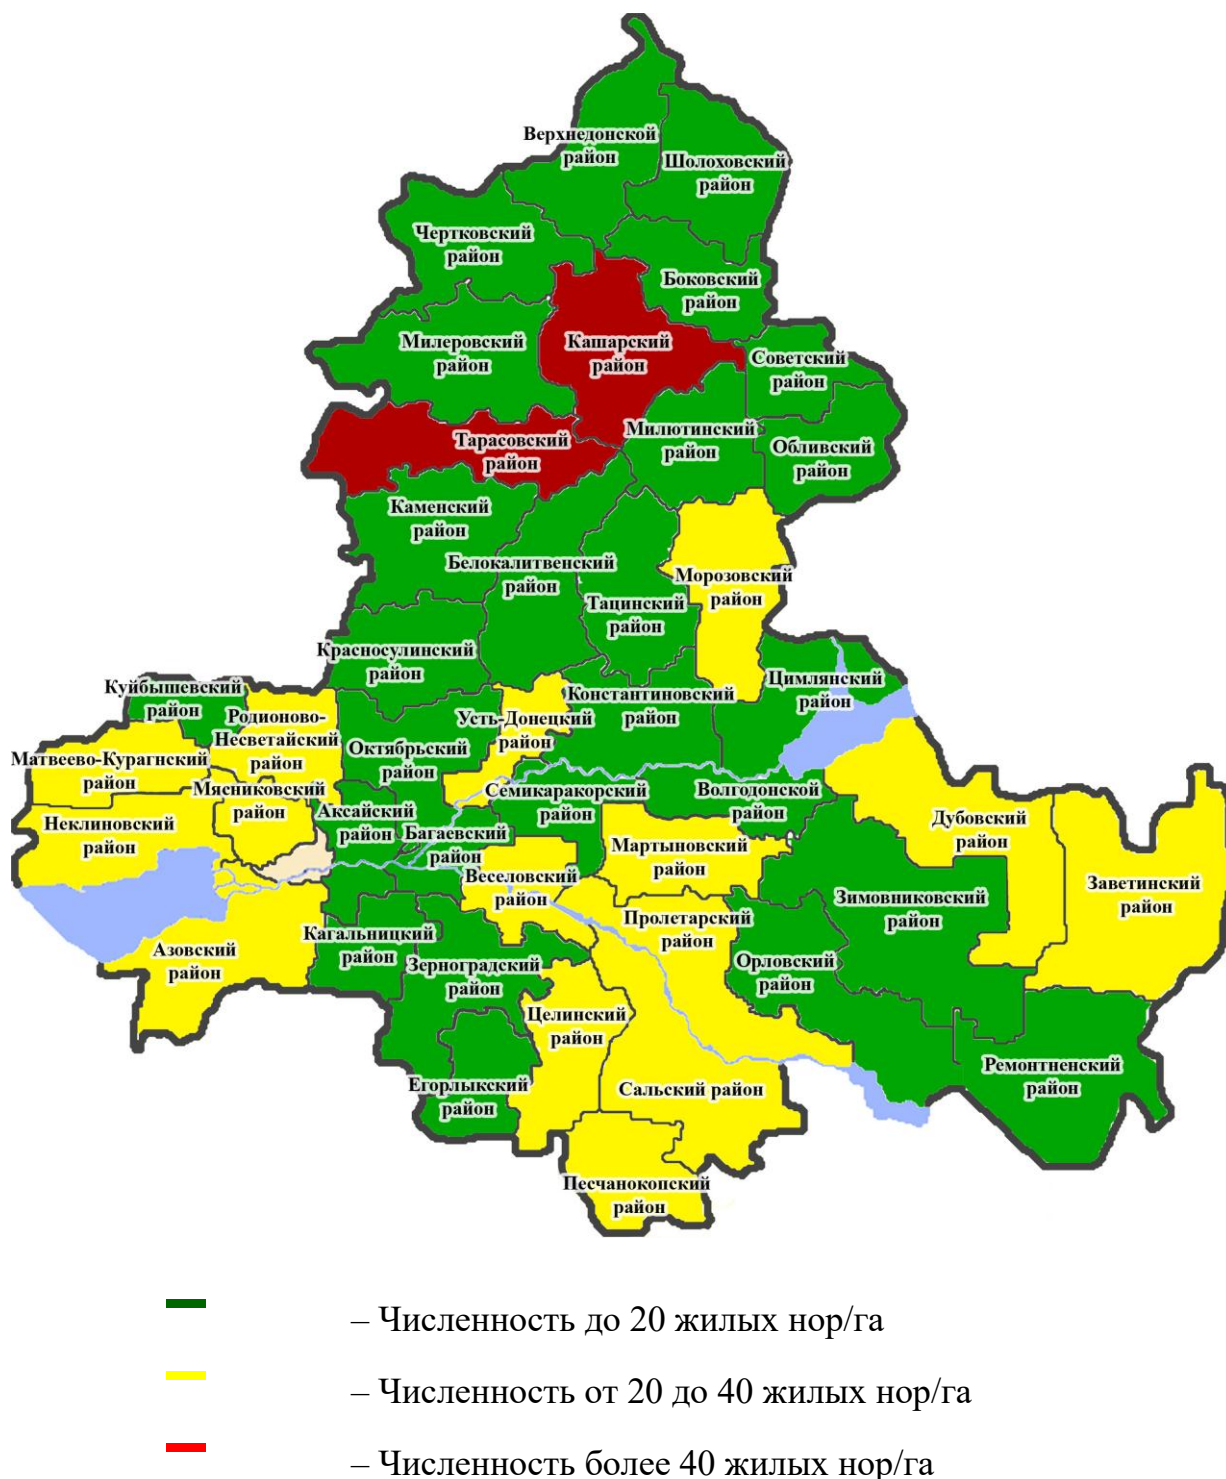 Верхнедонской
район
Шолоховский
район
Чертковский
район
Боковский
район
Милеровский
район
Кашарский
район
Советский
район
Тарасовский
район
Милютинский
район
Обливский
район
Каменский
район
Белокалитвенский
район
Морозовский
район
Тацинский
район
Красносулинский
район
Куйбышевский
район
Родионово-
Несветайский
район
Усть-Донецкий
район
Константиновский
район
Цимлянский
район
Матвеево-Курагнский
район
Октябрьский
район
Мясниковский
район
Неклиновский
район
Аксайский
район
Багаевский
район
Семикаракорский
район
Волгодонской
район
Мартыновский
район
Дубовский
район
Веселовский
район
Заветинский
район
Зимовниковский
район
Пролетарский
район
Азовский
район
Кагальницкий
район
Зерноградский
район
Орловский
район
Целинский
район
Егорлыкский
район
Сальский район
Ремонтненский
район
Песчанокопский
район
– Численность до 20 жилых нор/га
– Численность от 20 до 40 жилых нор/га
– Численность более 40 жилых нор/га